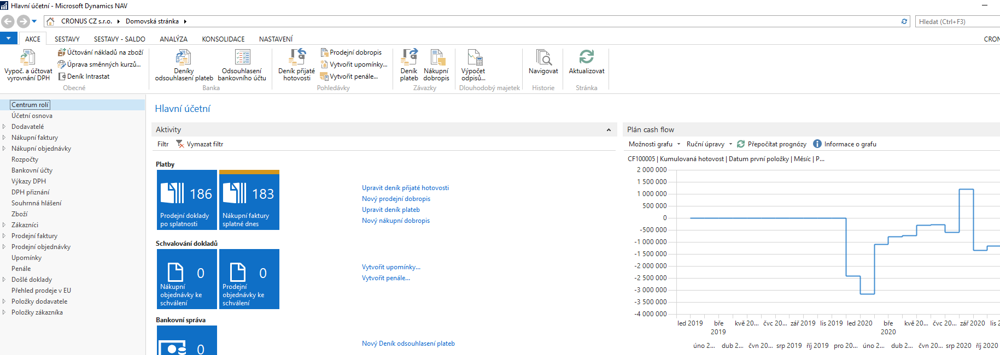 Hlavní účetní - Microsoft Dynamics NAV
CRONUS CZ s.r.o. Domovská stránka
Hledat (Ctrl+F3)
AKCE SESTAVY SESTAVY - SALDO ANALÝZA KONSOLIDACE NASTAVENÍ
CRON
Vypoč. a účtovat
vyrovnání DPH
Účtování nákladů na zboží
Úprava směnných kurzů...
Deník Intrastat
Obecné
Deníky
odsouhlasení plateb
Odsouhlasení
bankovního účtu
Banka
Deník přijaté
hotovosti
Prodejní dobropis
Vytvořit upomínky...
Vytvořit penále...
Pohledávky
Deník
plateb
Nákupní
dobropis
Závazky
Výpočet
odpisů...
Dlouhodobý majetek
Navigovat
Historie
Aktualizovat
Stránka
Centrum rolí
Účetní osnova
Dodavatelé
Nákupní faktury
Nákupní objednávky
Rozpočty
Bankovní účty
Výkazy DPH
DPH přiznání
Souhrnná hlášení
Zboží
Zákazníci
Prodejní faktury
Prodejní objednávky
Upomínky
Penále
Došlé doklady
Přehled prodeje v EU
Položky dodavatele
Položky zákazníka
Hlavní účetní
Aktivity
Filtr Vymazat filtr
Platby
186
Prodejní doklady
po splatnosti
183
Nákupní faktury
splatné dnes
Upravit deník přijaté hotovosti
Nový prodejní dobropis
Upravit deník plateb
Nový nákupní dobropis
Schvalování dokladů
0
Nákupní
objednávky ke
schválení
0
Prodejní
objednávky ke
schválení
Vytvořit upomínky...
Vytvořit penále...
Bankovní správa
0
Nový Deník odsouhlasení plateb
Plán cash flow
Možnosti grafu Ruční úpravy Přepočítat prognózy Informace o grafu
CF100005 | Kumulovaná hotovost | Datum první položky | Měsíc | P...
2 000 000
1 500 000
1 000 000
500 000
0
-500 000
-1 000 000
-1 500 000
-2 000 000
-2 500 000
-3 000 000
-3 500 000
-4 000 000
led 2019 bře 2019 kvě 20... čvc 20... zář 2019 lis 2019 led 2020 bře 2020 kvě 20... čvc 20... zář 2020 lis 2
úno 2... dub 2... čvn 20... srp 2019 říj 2019 pro 20... úno 2... dub 2... čvn 20... srp 2020 říj 2020